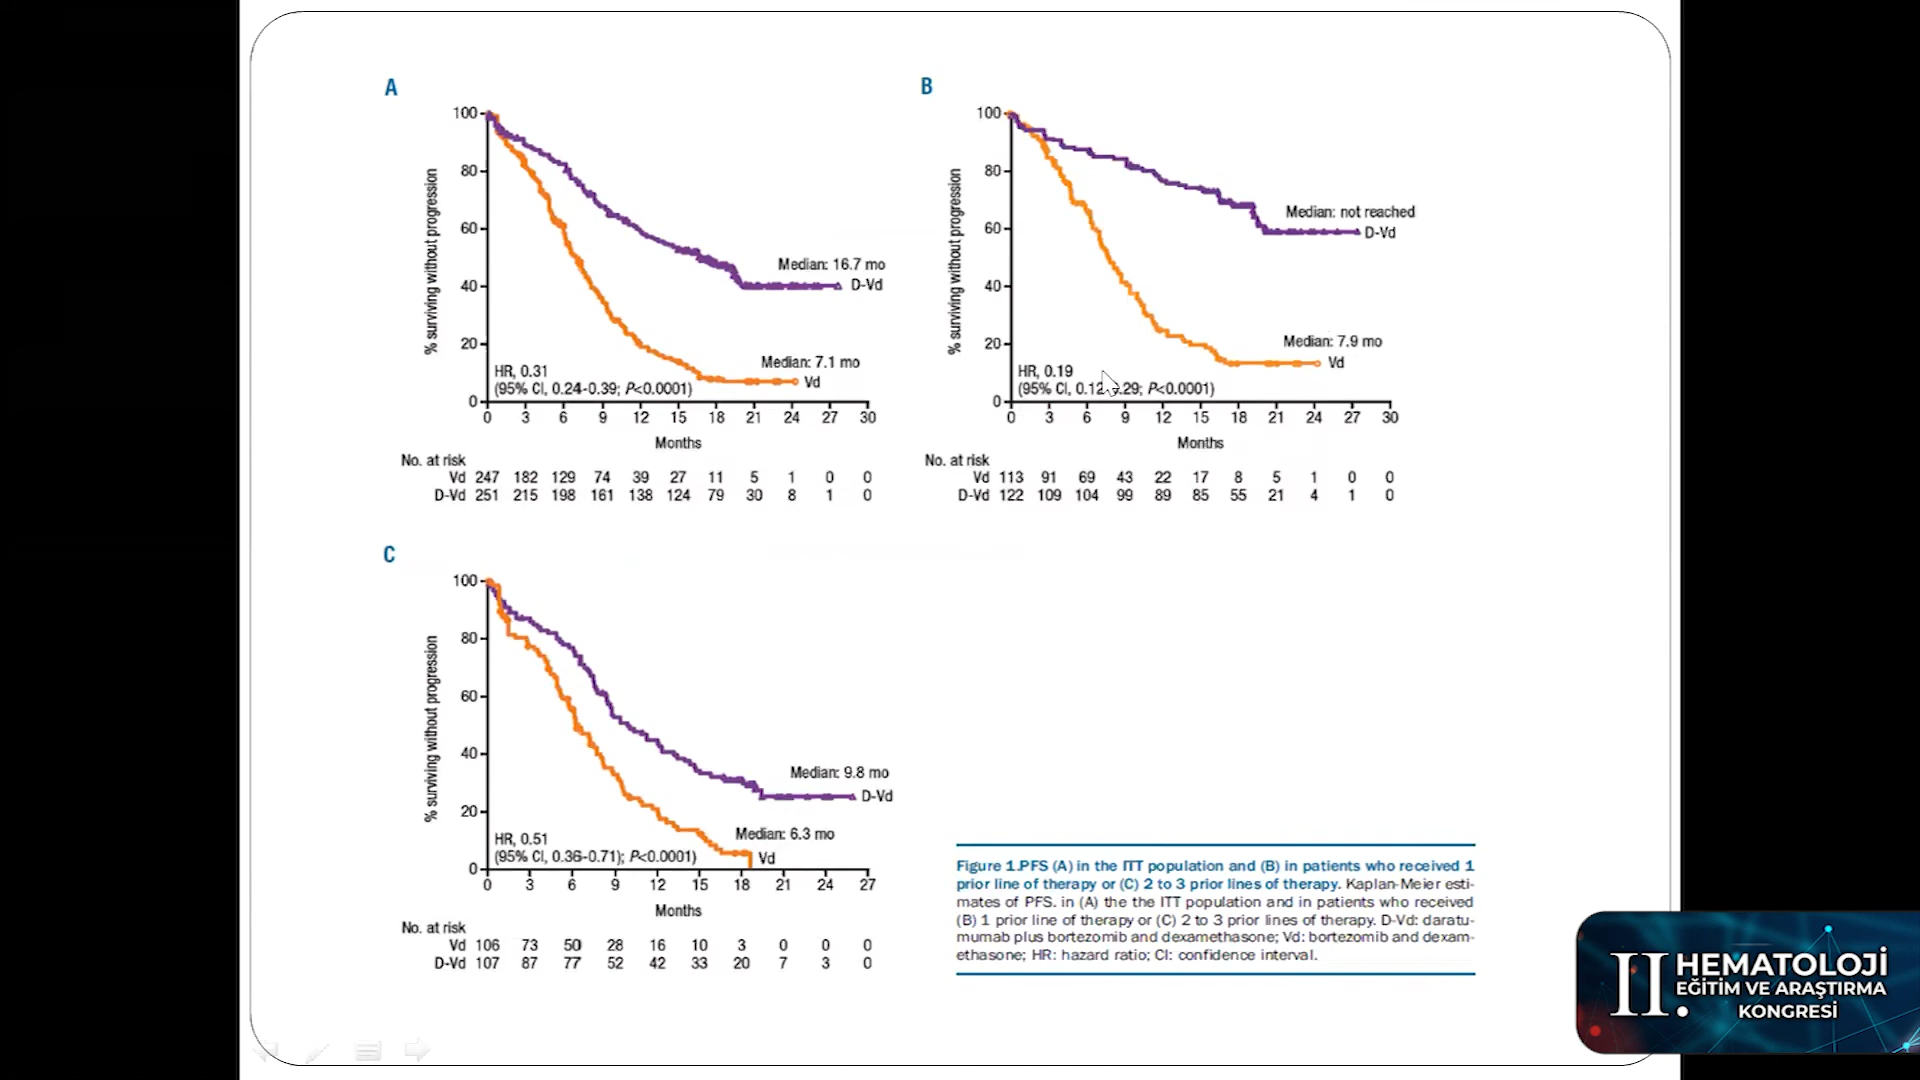 A
100
80
60
40
20
0
% surviving without progression
Median: 16.7 mo
D-Vd
Median: 7.1 mo
Vd
HR, 0.31
(95% CI, 0.24-0.39; P<0.0001)
0 3 6 9 12 15 18 21 24 27 30
Months
No. at risk
Vd 247 182 129 74 39 27 11 5 1 0 0
D-Vd 251 215 198 161 138 124 79 30 8 1 0
B
100
80
60
40
20
0
% surviving without progression
Median: not reached
D-Vd
Median: 7.9 mo
Vd
HR, 0.19
(95% CI, 0.12-0.29; P<0.0001)
0 3 6 9 12 15 18 21 24 27 30
Months
No. at risk
Vd 113 91 69 43 22 17 8 5 1 0 0
D-Vd 122 109 104 99 89 85 55 21 4 1 0
C
100
80
60
40
20
0
% surviving without progression
Median: 9.8 mo
D-Vd
Median: 6.3 mo
Vd
HR, 0.51
(95% CI, 0.36-0.71); P<0.0001)
0 3 6 9 12 15 18 21 24 27
Months
No. at risk
Vd 106 73 50 28 16 10 3 0 0 0
D-Vd 107 87 77 52 42 33 20 7 3 0
Figure 1.PFS (A) in the ITT population and (B) in patients who received 1
prior line of therapy or (C) 2 to 3 prior lines of therapy. Kaplan-Meier esti-
mates of PFS. in (A) the the ITT population and in patients who received
(B) 1 prior line of therapy or (C) 2 to 3 prior lines of therapy. D-Vd: daratu-
mumab plus bortezomib and dexamethasone; Vd: bortezomib and dexam-
ethasone; HR: hazard ratio; CI: confidence interval.
II. HEMATOLOJİ
EĞİTİM VE ARAŞTIRMA
KONGRESİ